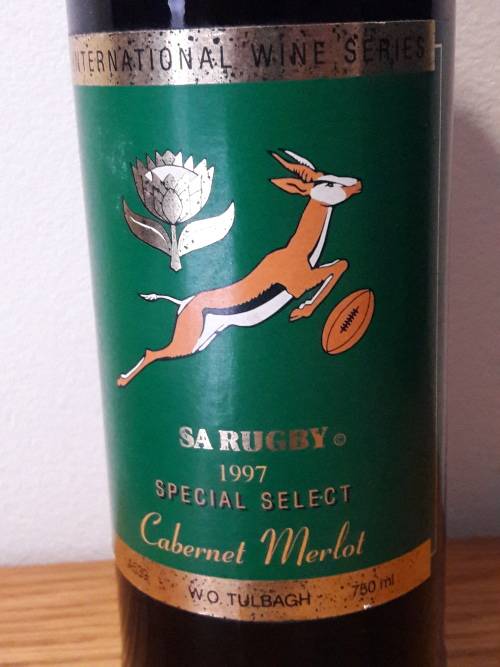 INTERNATIONAL WINE SERIES
SA RUGBY ©
1997
SPECIAL SELECT
Cabernet Merlot
W.O. TULBAGH
750 ml